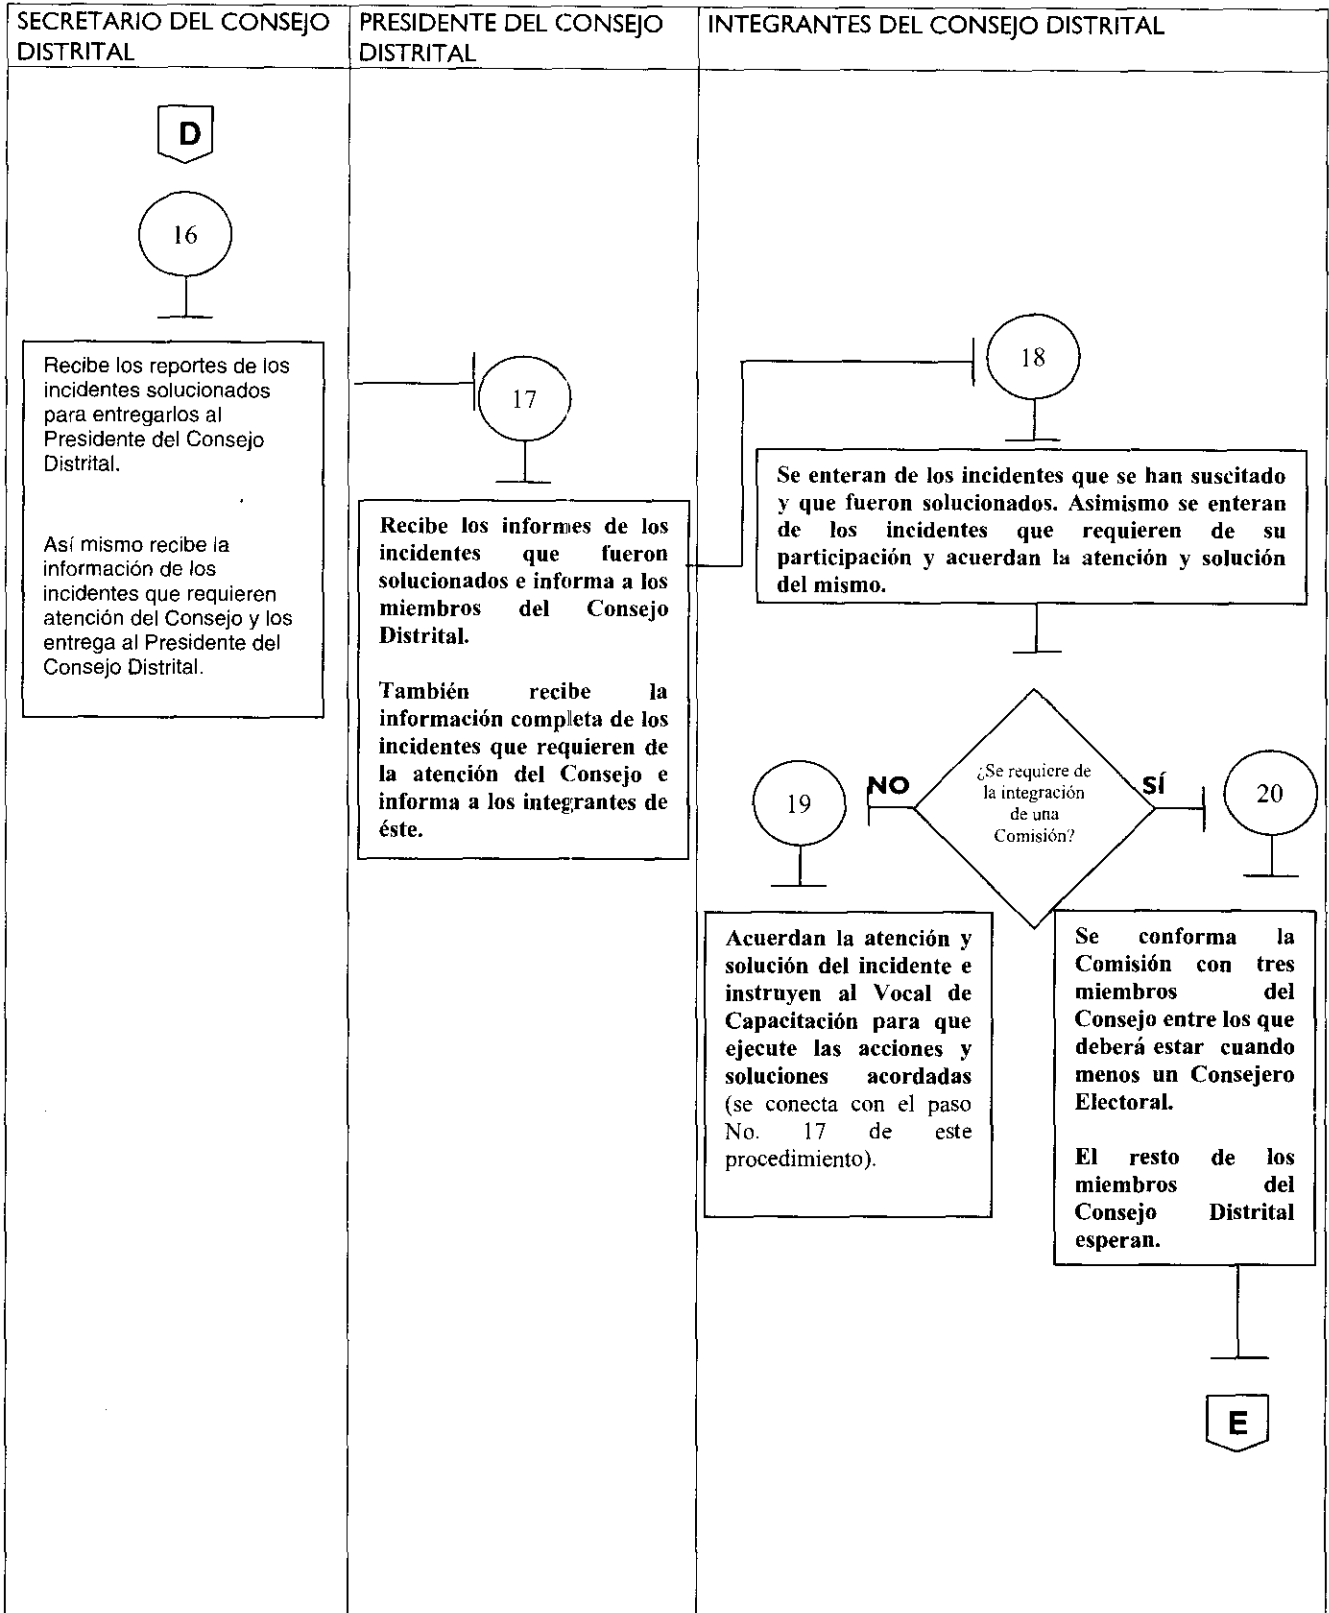 SECRETARIO DEL CONSEJO
DISTRITAL
PRESIDENTE DEL CONSEJO
DISTRITAL
INTEGRANTES DEL CONSEJO DISTRITAL
D
16
Recibe los reportes de los
incidentes solucionados
para entregarlos al
Presidente del Consejo
Distrital.
Así mismo recibe la
información de los
incidentes que requieren
atención del Consejo y los
entrega al Presidente del
Consejo Distrital.
17
Recibe los informes de los
incidentes que fueron
solucionados e informa a los
miembros del Consejo
Distrital.
También recibe la
información completa de los
incidentes que requieren de
la atención del Consejo e
informa a los integrantes de
éste.
18
Se enteran de los incidentes que se han suscitado
y que fueron solucionados. Asimismo se enteran
de los incidentes que requieren de su
participación y acuerdan la atención y solución
del mismo.
¿Se requiere de
la integración
de una
Comisión?
NO
SÍ
19
Acuerdan la atención y
solución del incidente e
instruyen al Vocal de
Capacitación para que
ejecute las acciones y
soluciones acordadas
(se conecta con el paso
No. 17 de este
procedimiento).
20
Se conforma la
Comisión con tres
miembros del
Consejo entre los que
deberá estar cuando
menos un Consejero
Electoral.
El resto de los
miembros del
Consejo Distrital
esperan.
E